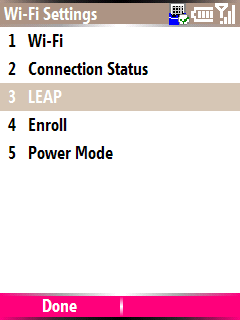 Wi-Fi Settings
1 Wi-Fi
2 Connection Status
3 LEAP
4 Enroll
5 Power Mode
Done